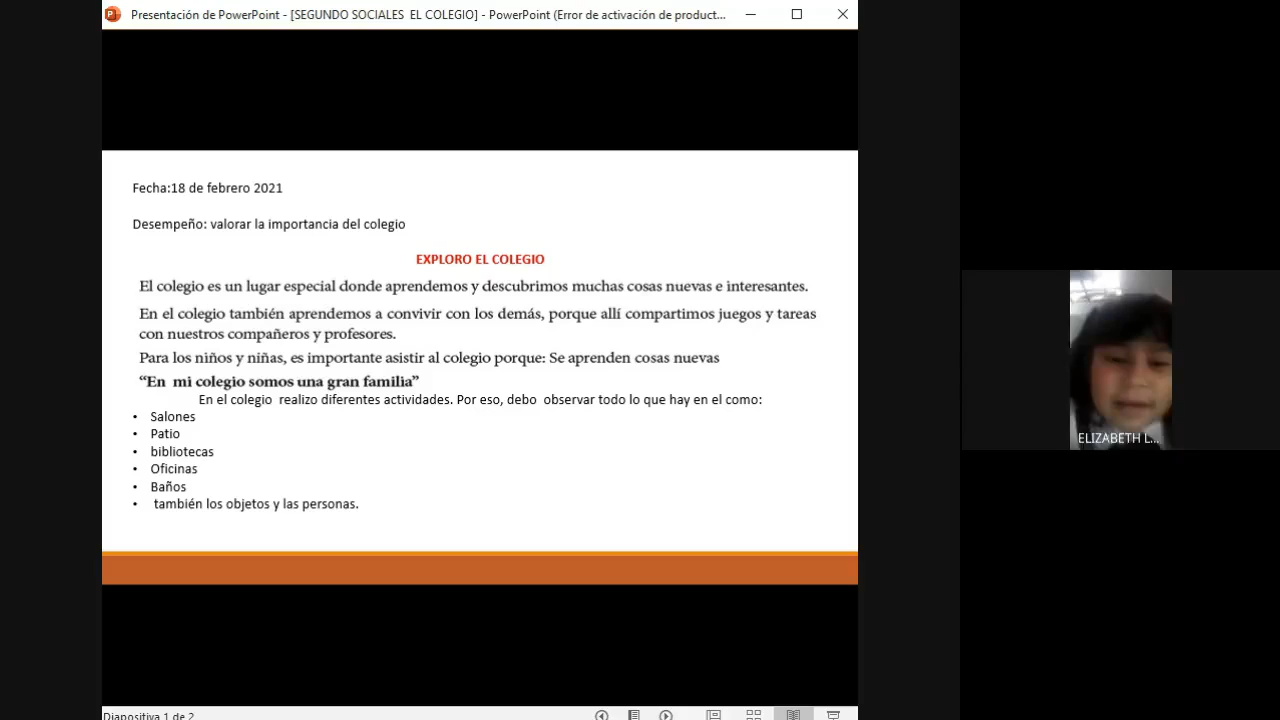 Presentación de PowerPoint - [SEGUNDO SOCIALES  EL COLEGIO] - PowerPoint (Error de activación de product...
Fecha:18 de febrero 2021
Desempeño: valorar la importancia del colegio
EXPLORO EL COLEGIO
El colegio es un lugar especial donde aprendemos y descubrimos muchas cosas nuevas e interesantes.
En el colegio también aprendemos a convivir con los demás, porque allí compartimos juegos y tareas
con nuestros compañeros y profesores.
Para los niños y niñas, es importante asistir al colegio porque: Se aprenden cosas nuevas
“En  mi colegio somos una gran familia”
En el colegio  realizo diferentes actividades. Por eso, debo  observar todo lo que hay en el como:
• Salones
• Patio
• bibliotecas
• Oficinas
• Baños
• también los objetos y las personas.
ELIZABETH L...
Diapositiva 1 de 2